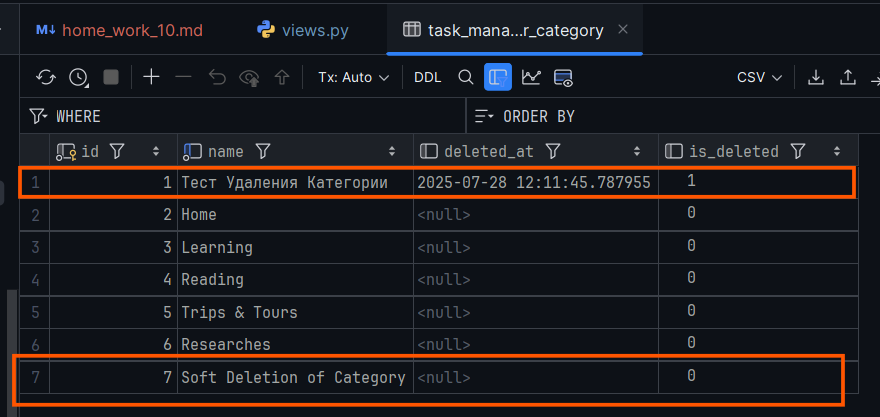 home_work_10.md views.py task_mana...r_category
Tx: Auto DDL CSV
WHERE ORDER BY
id name deleted_at is_deleted
1 1 Тест Удаления Категории 2025-07-28 12:11:45.787955 1
2 2 Home <null> 0
3 3 Learning <null> 0
4 4 Reading <null> 0
5 5 Trips & Tours <null> 0
6 6 Researches <null> 0
7 7 Soft Deletion of Category <null> 0